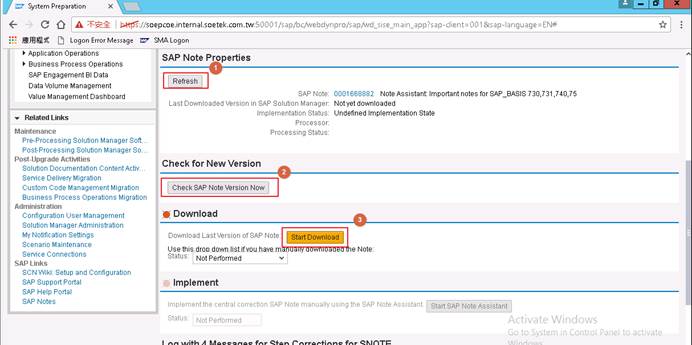 System Preparation
不安全 | https://soepcoe.internal.soetek.com.tw:50001/sap/bc/webdynpro/sap/wd_sise_main_app?sap-client=001&sap-language=EN#
應用程式 Logon Error Message SMA Logon
Application Operations
Business Process Operations
SAP Engagement BI Data
Data Volume Management
Value Management Dashboard
Related Links
Maintenance
Pre-Processing Solution Manager Soft...
Post-Processing Solution Manager So...
Post-Upgrade Activities
Solution Documentation Content Activ...
Service Delivery Migration
Custom Code Management Migration
Business Process Operations Migration
Administration
Configuration User Management
Solution Manager Administration
My Notification Settings
Scenario Maintenance
Service Connections
SAP Links
SCN Wiki: Setup and Configuration
SAP Support Portal
SAP Help Portal
SAP Notes
SAP Note Properties
1
Refresh
SAP Note: 0001668882 Note Assistant: Important notes for SAP_BASIS 730,731,740,75
Last Downloaded Version in SAP Solution Manager: Not yet downloaded
Implementation Status: Undefined Implementation State
Processor:
Processing Status:
Check for New Version
2
Check SAP Note Version Now
Download
3
Download Last Version of SAP Note: Start Download
Use this drop down list if you have manually downloaded the Note:
Status: Not Performed
Implement
Implement the central correction SAP Note manually using the SAP Note Assistant: Start SAP Note Assistant
Status: Not Performed
Activate Windows
Go to System in Control Panel to activate
Windows.
Log with 4 Messages for Step Corrections for SNOTE